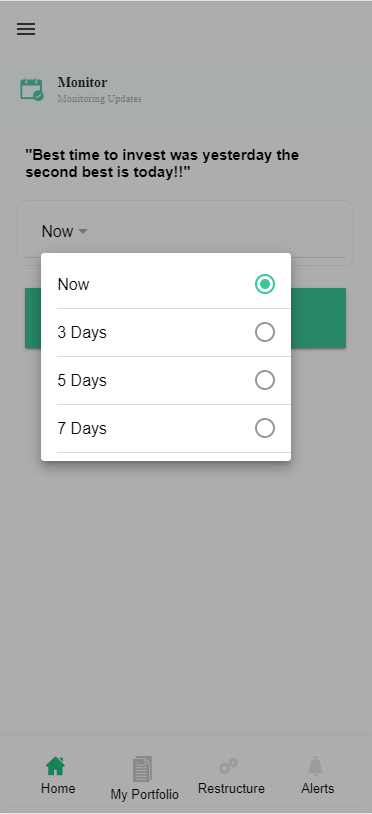 Monitor
Monitoring Updates
"Best time to invest was yesterday the
second best is today!!"
Now
Now
3 Days
5 Days
7 Days
Home
My Portfolio
Restructure
Alerts